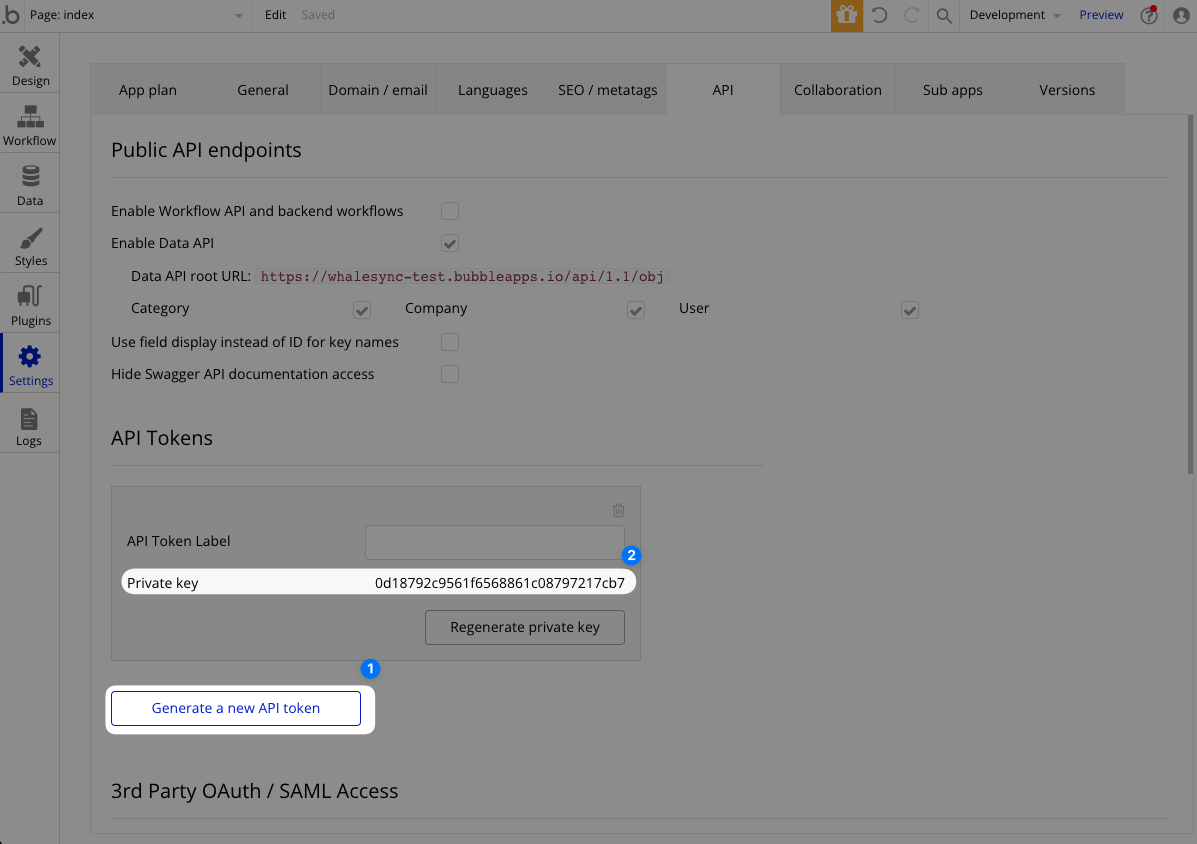 .b Page: index Edit Saved Development Preview
Design
Workflow
Data
Styles
Plugins
Settings
Logs
App plan General Domain / email Languages SEO / metatags API Collaboration Sub apps Versions
Public API endpoints
Enable Workflow API and backend workflows
Enable Data API
Data API root URL: https://whalesync-test.bubbleapps.io/api/1.1/obj
Category Company User
Use field display instead of ID for key names
Hide Swagger API documentation access
API Tokens
API Token Label
2
Private key 0d18792c9561f6568861c08797217cb7
Regenerate private key
1
Generate a new API token
3rd Party OAuth / SAML Access